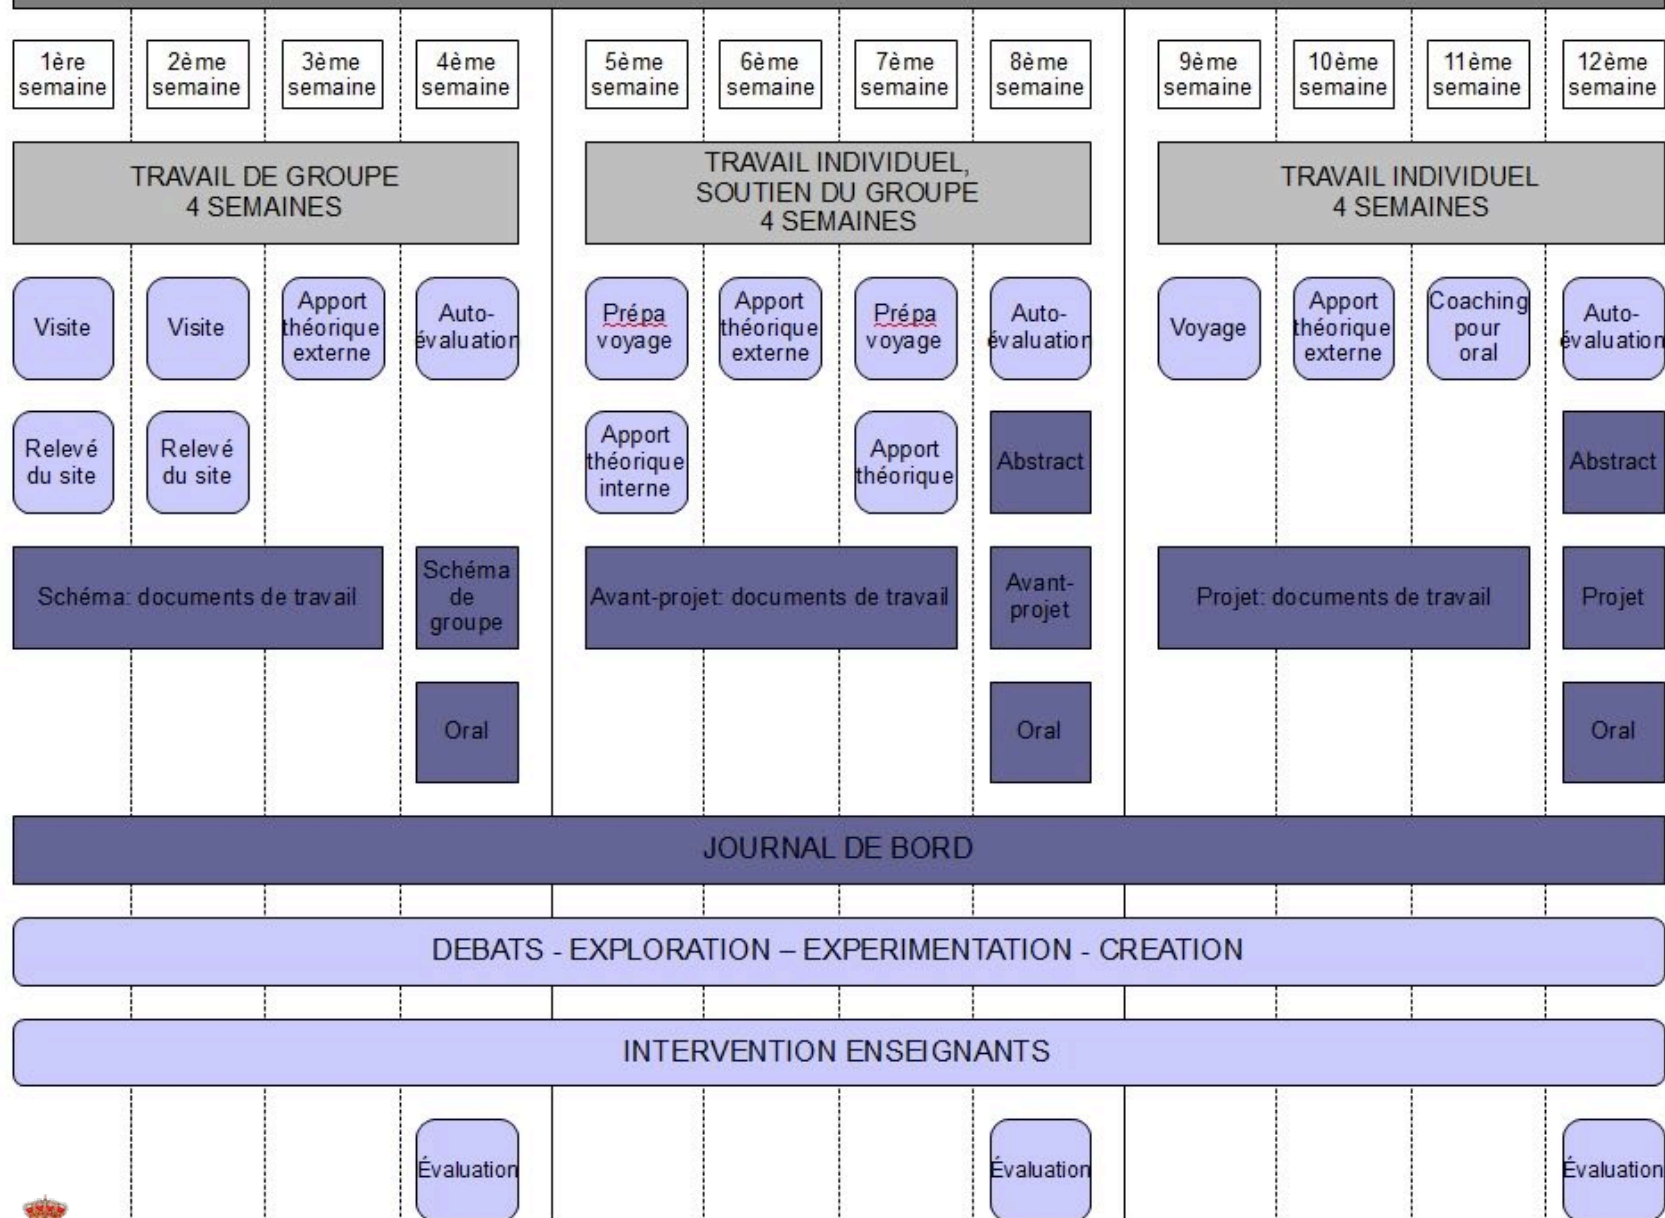 1ère
semaine
2ème
semaine
3ème
semaine
4ème
semaine
5ème
semaine
6ème
semaine
7ème
semaine
8ème
semaine
9ème
semaine
10ème
semaine
11ème
semaine
12ème
semaine
TRAVAIL DE GROUPE
4 SEMAINES
TRAVAIL INDIVIDUEL,
SOUTIEN DU GROUPE
4 SEMAINES
TRAVAIL INDIVIDUEL
4 SEMAINES
Visite
Visite
Apport
théorique
externe
Auto-
évaluation
Prépa
voyage
Apport
théorique
externe
Prépa
voyage
Auto-
évaluation
Voyage
Apport
théorique
externe
Coaching
pour
oral
Auto-
évaluation
Relevé
du site
Relevé
du site
Apport
théorique
interne
Apport
théorique
Abstract
Abstract
Schéma: documents de travail
Schéma
de
groupe
Avant-projet: documents de travail
Avant-
projet
Projet: documents de travail
Projet
Oral
Oral
Oral
JOURNAL DE BORD
DEBATS - EXPLORATION – EXPERIMENTATION - CREATION
INTERVENTION ENSEIGNANTS
Évaluation
Évaluation
Évaluation